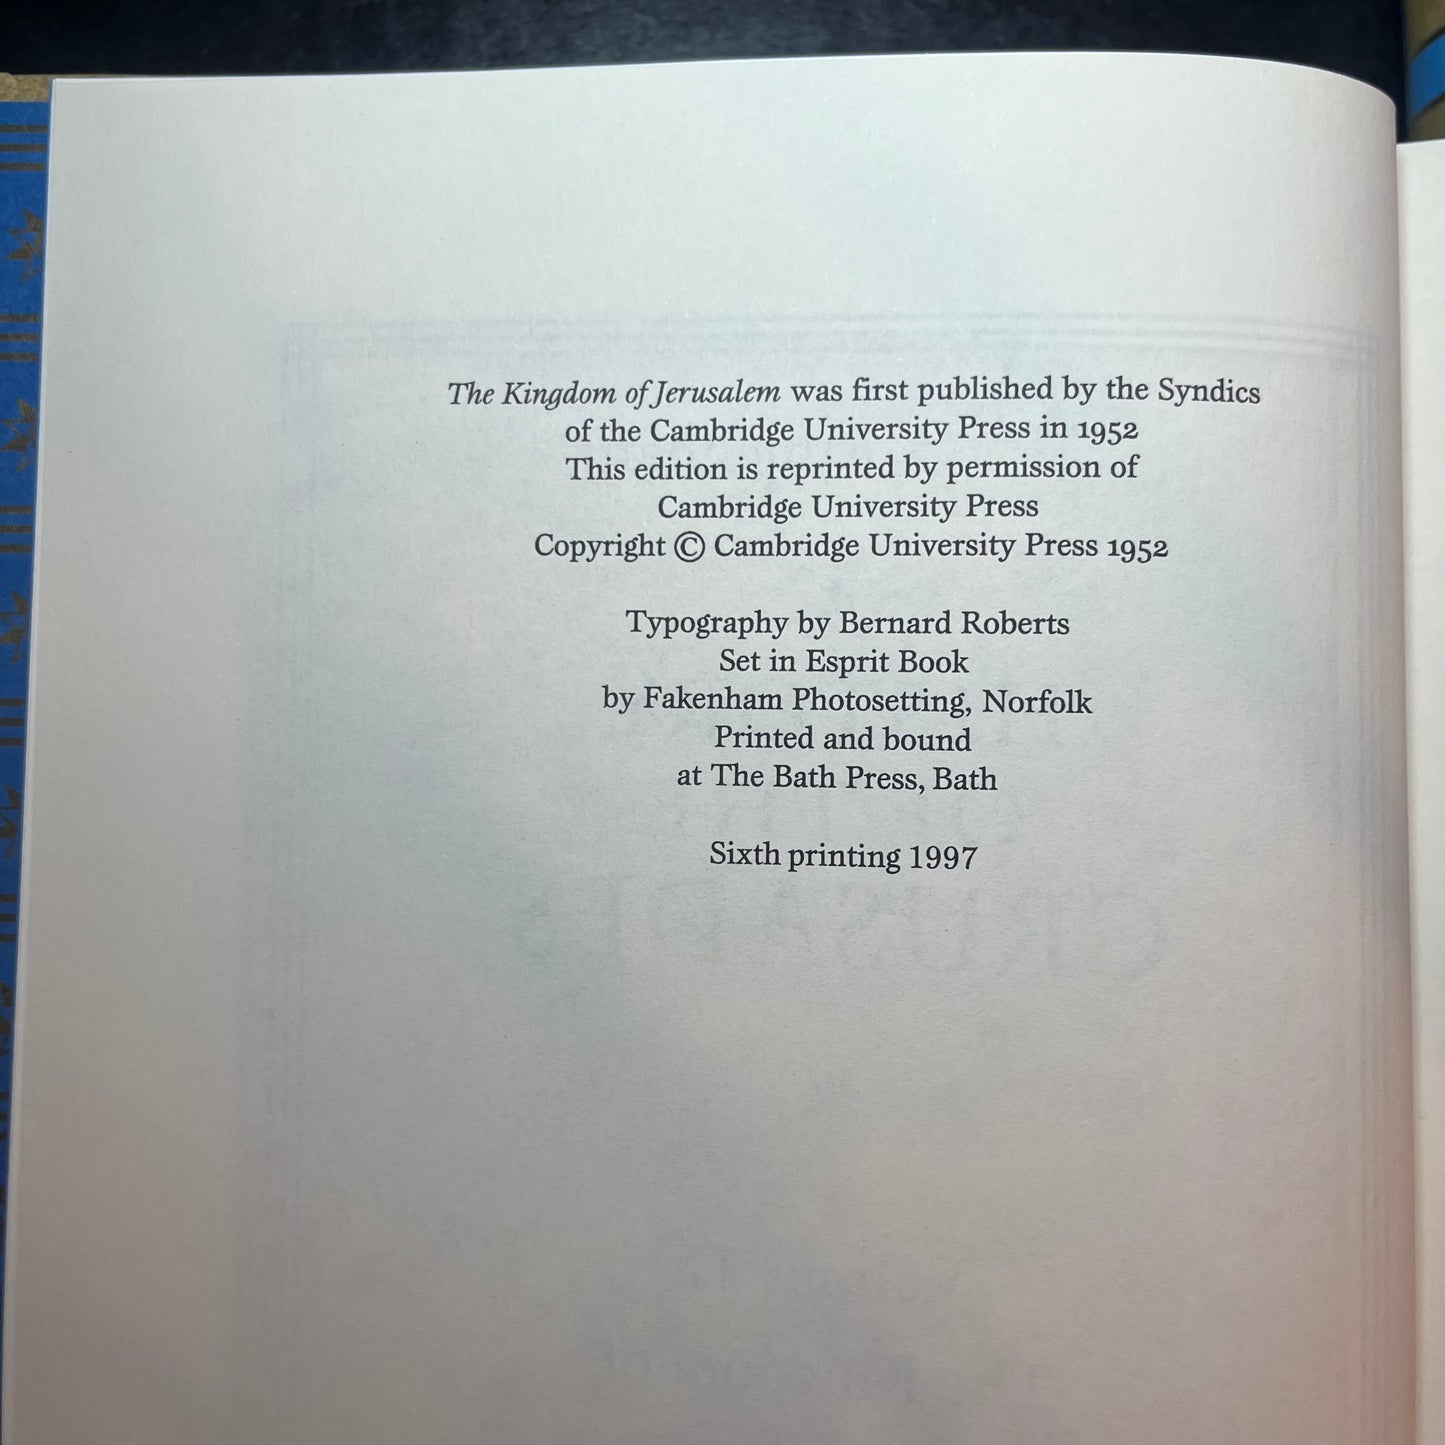 The Kingdom of Jerusalem was first published by the Syndics
of the Cambridge University Press in 1952
This edition is reprinted by permission of
Cambridge University Press
Copyright © Cambridge University Press 1952
Typography by Bernard Roberts
Set in Esprit Book
by Fakenham Photosetting, Norfolk
Printed and bound
at The Bath Press, Bath
Sixth printing 1997